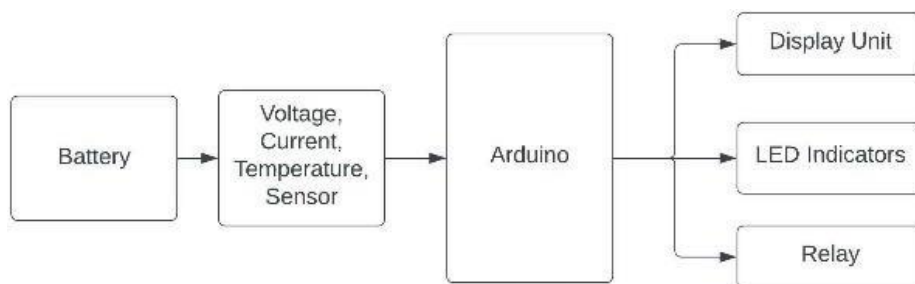 Battery
Voltage,
Current,
Temperature,
Sensor
Arduino
Display Unit
LED Indicators
Relay